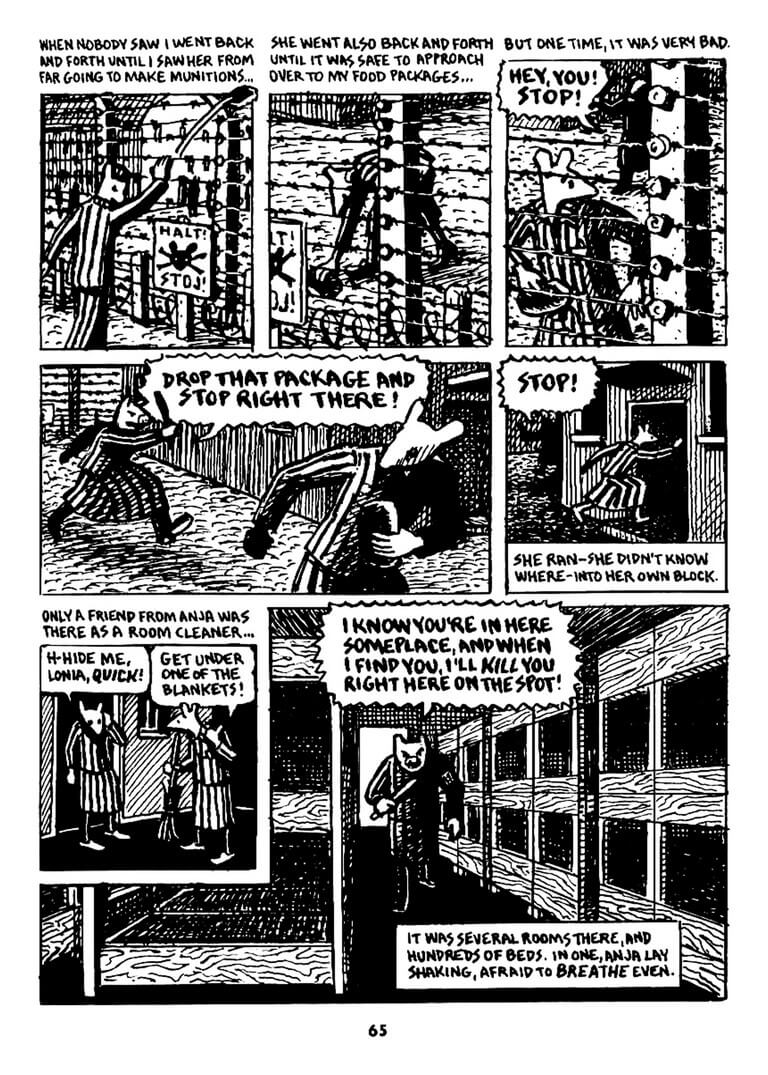 WHEN NOBODY SAW I WENT BACK
AND FORTH UNTIL I SAW HER FROM
FAR GOING TO MAKE MUNITIONS...
HALT!
STOJ!
SHE WENT ALSO BACK AND FORTH
UNTIL IT WAS SAFE TO APPROACH
OVER TO MY FOOD PACKAGES...
LT!
OJ!
BUT ONE TIME, IT WAS VERY BAD.
HEY, YOU!
STOP!
DROP THAT PACKAGE AND
STOP RIGHT THERE!
STOP!
SHE RAN-SHE DIDN'T KNOW
WHERE-INTO HER OWN BLOCK.
ONLY A FRIEND FROM ANJA WAS
THERE AS A ROOM CLEANER...
H-HIDE ME,
LONIA, QUICK!
GET UNDER
ONE OF THE
BLANKETS!
I KNOW YOU'RE IN HERE
SOMEPLACE, AND WHEN
I FIND YOU, I'LL KILL YOU
RIGHT HERE ON THE SPOT!
IT WAS SEVERAL ROOMS THERE, AND
HUNDREDS OF BEDS. IN ONE, ANJA LAY
SHAKING, AFRAID TO BREATHE EVEN.
65